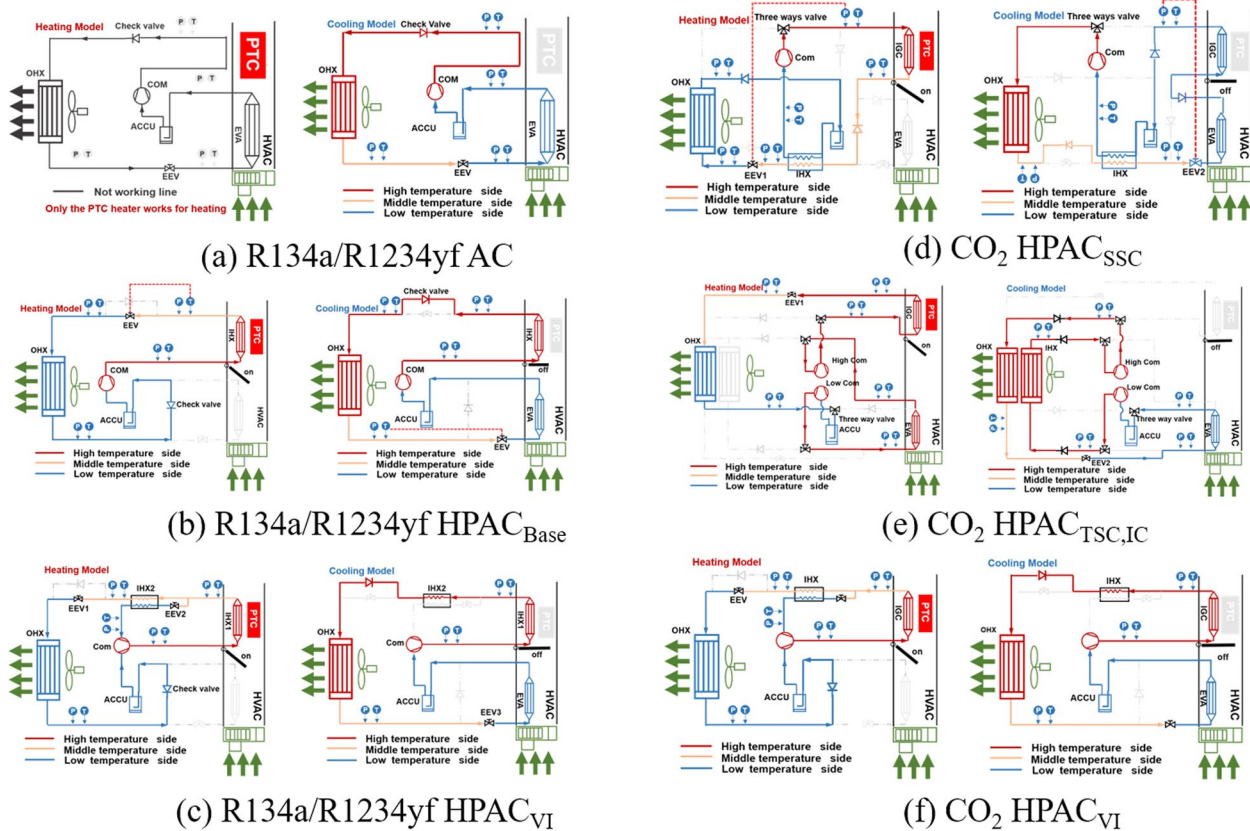 Heating Model
Check valve
P T
PTC
OHX
COM
P T
ACCU
EVA
HVAC
P T
P T
EEV
Not working line
Only the PTC heater works for heating
Cooling Model
Check Valve
P T
PTC
OHX
COM
P T
ACCU
EVA
HVAC
P T
P T
EEV
High temperature side
Middle temperature side
Low temperature side
(a) R134a/R1234yf AC
Heating Model
P T
P T
EEV
IHX
PTC
OHX
P T
COM
on
ACCU
Check valve
HVAC
P T
High temperature side
Middle temperature side
Low temperature side
Cooling Model
Check valve
P T
P T
IHX
PTC
OHX
COM
P T
off
ACCU
EVA
HVAC
P T
EEV
High temperature side
Middle temperature side
Low temperature side
(b) R134a/R1234yf HPAC_Base
Heating Model
P T
IHX2
P T
EEV1
EEV2
IHX1
PTC
OHX
P T
Com
on
ACCU
Check valve
HVAC
P T
High temperature side
Middle temperature side
Low temperature side
Cooling Model
IHX2
P T
IHX1
PTC
OHX
P T
Com
off
ACCU
EVA
HVAC
P T
EEV3
High temperature side
Middle temperature side
Low temperature side
(c) R134a/R1234yf HPAC_VI
Heating Model
P T
Three ways valve
IGC
PTC
Com
P T
P T
OHX
on
P T
ACCU
EVA
HVAC
P T
EEV1
IHX
P T
High temperature side
Middle temperature side
Low temperature side
Cooling Model
P T
Three ways valve
IGC
PTC
Com
P T
OHX
off
P T
ACCU
EVA
HVAC
P T
IHX
EEV2
P T
High temperature side
Middle temperature side
Low temperature side
(d) CO2 HPAC_SSC
Heating Model
P T
EEV1
P T
IGC
PTC
P T
OHX
on
High Com
Low Com
P T
P T
Three way valve
ACCU
EVA
HVAC
P T
High temperature side
Middle temperature side
Low temperature side
Cooling Model
P T
PTC
OHX
IHX
P T
off
High Com
Low Com
Three way valve
P T
P T
ACCU
EVA
HVAC
P T
EEV2
P T
High temperature side
Middle temperature side
Low temperature side
(e) CO2 HPAC_TSC,IC
Heating Model
P T
IHX
P T
EEV
IGC
PTC
P T
OHX
P T
Com
on
ACCU
HVAC
P T
High temperature side
Middle temperature side
Low temperature side
Cooling Model
IHX
P T
IGC
PTC
OHX
P T
Com
off
ACCU
EVA
HVAC
P T
High temperature side
Middle temperature side
Low temperature side
(f) CO2 HPAC_VI